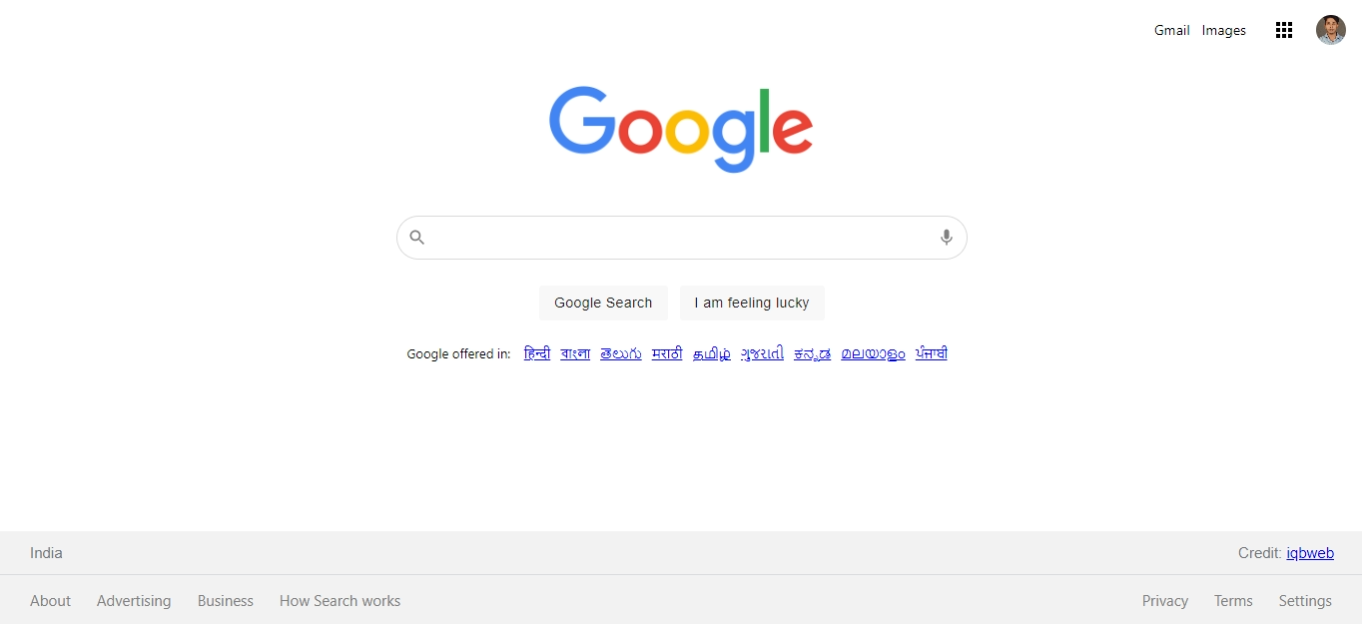 Gmail Images
Google
Google Search I am feeling lucky
Google offered in: हिन्दी বাংলা తెలుగు मराठी தமிழ் ગુજરાતી ಕನ್ನಡ മലയാളം ਪੰਜਾਬੀ
India Credit: iqbweb
About Advertising Business How Search works Privacy Terms Settings